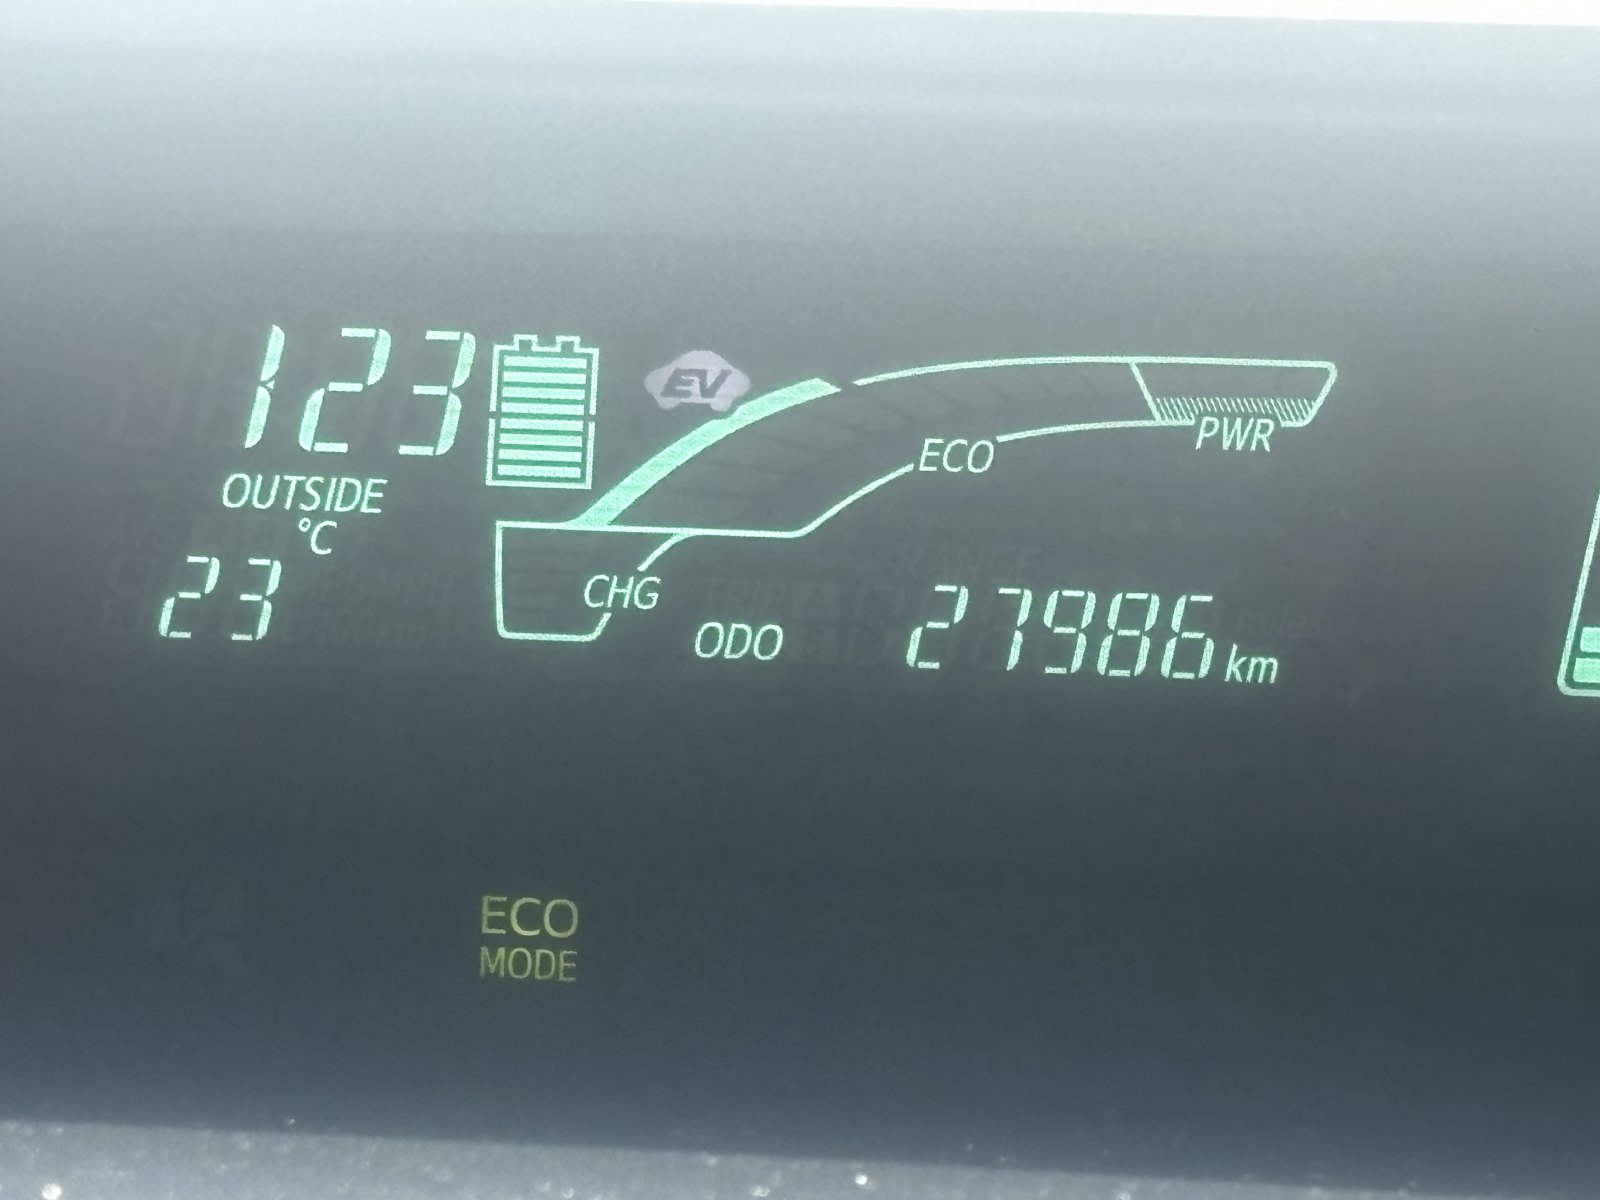 123
EV
PWR
ECO
OUTSIDE
°C
CHG
23
ODO 27986 km
ECO
MODE